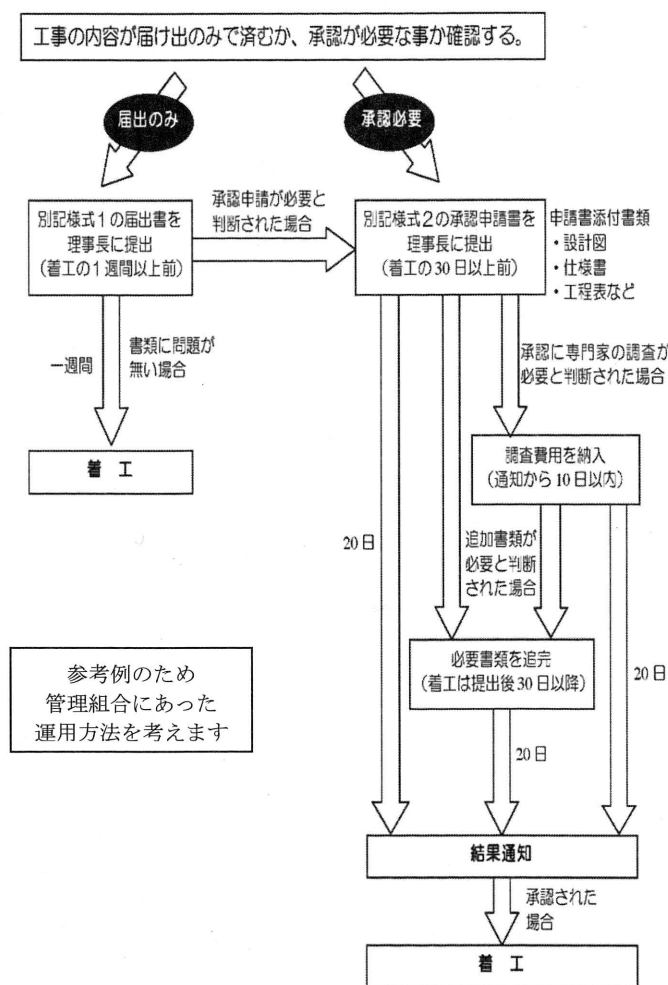 工事の内容が届け出のみで済むか、承認が必要な事か確認する。
届出のみ
承認必要
別記様式1の届出書を
理事長に提出
(着工の1週間以上前)
承認申請が必要と
判断された場合
別記様式2の承認申請書を
理事長に提出
(着工の30日以上前)
申請書添付書類
・設計図
・仕様書
・工程表など
一週間
書類に問題が
無い場合
着 工
承認に専門家の調査が
必要と判断された場合
調査費用を納入
(通知から10日以内)
20日
追加書類が
必要と判断
された場合
必要書類を追完
(着工は提出後30日以降)
20日
20日
参考例のため
管理組合にあった
運用方法を考えます
結果通知
承認された
場合
着 工